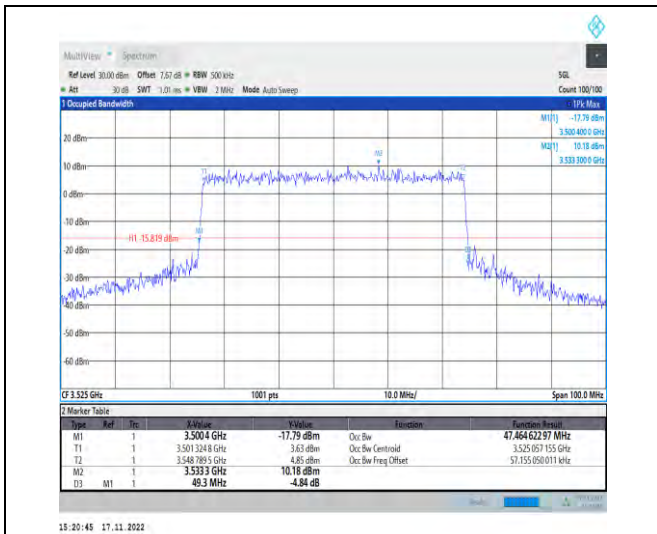 MultiView Spectrum
Ref Level 30.00 dBm Offset 7.67 dB RBW 500 kHz SGL
Att 30 dB SWT 1.01 ms VBW 2 MHz Mode Auto Sweep Count 100/100
1 Occupied Bandwidth 1Pk Max
M1[1] -17.79 dBm
3.500 400 0 GHz
M2[1] 10.18 dBm
3.533 300 0 GHz
20 dBm
M2
10 dBm
T1
0 dBm
-10 dBm
H1 -15.819 dBm
-20 dBm
-30 dBm
-40 dBm
-50 dBm
-60 dBm
CF 3.525 GHz 1001 pts 10.0 MHz/ Span 100.0 MHz
2 Marker Table
Type Ref Trc X-Value Y-Value Function Function Result
M1 1 3.5004 GHz -17.79 dBm Occ Bw 47.464 622 97 MHz
T1 1 3.501 324 8 GHz 3.63 dBm Occ Bw Centroid 3.525 057 155 GHz
T2 1 3.548 789 5 GHz 4.85 dBm Occ Bw Freq Offset 57.155 050 011 kHz
M2 1 3.5333 GHz 10.18 dBm
D3 M1 1 49.3 MHz -4.84 dB
15:20:45 17.11.2022